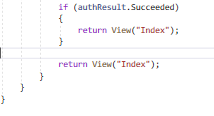 if (authResult.Succeeded)
{
return View("Index");
}
return View("Index");
}
}
}